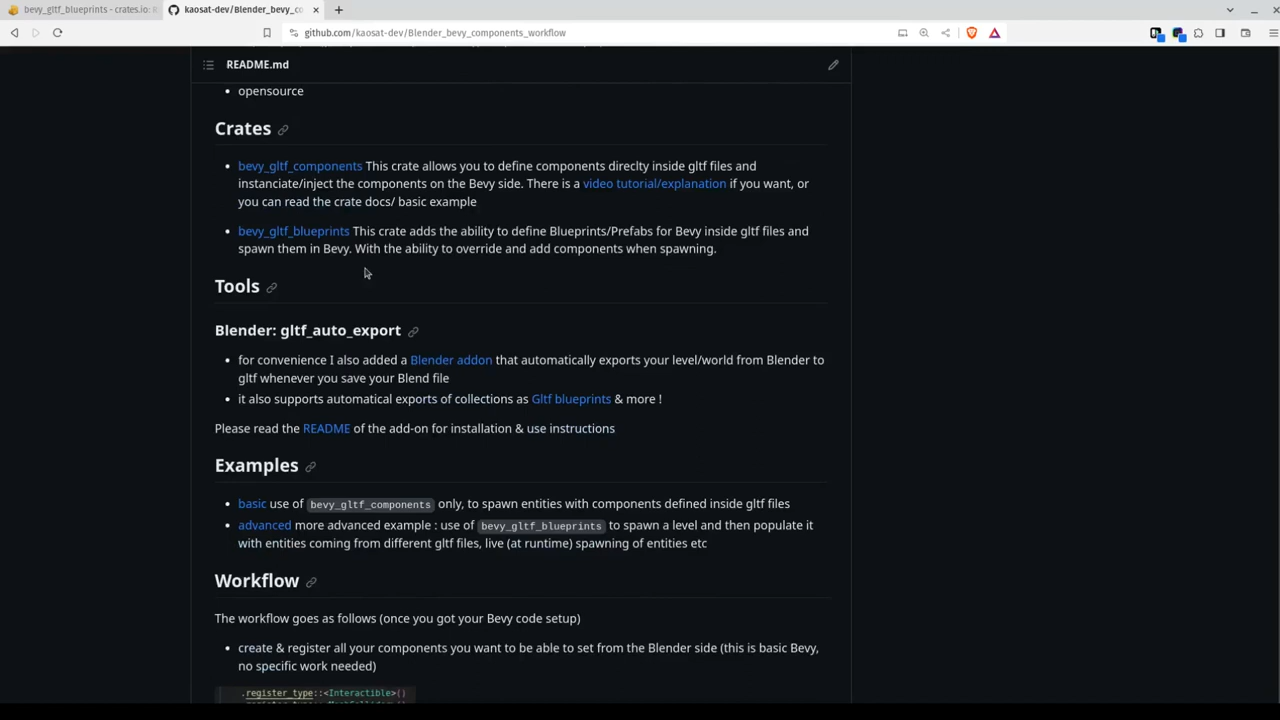 bevy_gltf_blueprints - crates.io: R
kaosat-dev/Blender_bevy_co
github.com/kaosat-dev/Blender_bevy_components_workflow
README.md
opensource
Crates
bevy_gltf_components This crate allows you to define components direclty inside gltf files and
instanciate/inject the components on the Bevy side. There is a video tutorial/explanation if you want, or
you can read the crate docs/ basic example
bevy_gltf_blueprints This crate adds the ability to define Blueprints/Prefabs for Bevy inside gltf files and
spawn them in Bevy. With the ability to override and add components when spawning.
Tools
Blender: gltf_auto_export
for convenience I also added a Blender addon that automatically exports your level/world from Blender to
gltf whenever you save your Blend file
it also supports automatical exports of collections as Gltf blueprints & more !
Please read the README of the add-on for installation & use instructions
Examples
basic use of bevy_gltf_components only, to spawn entities with components defined inside gltf files
advanced more advanced example : use of bevy_gltf_blueprints to spawn a level and then populate it
with entities coming from different gltf files, live (at runtime) spawning of entities etc
Workflow
The workflow goes as follows (once you got your Bevy code setup)
create & register all your components you want to be able to set from the Blender side (this is basic Bevy,
no specific work needed)
.register_type::<Interactible>()